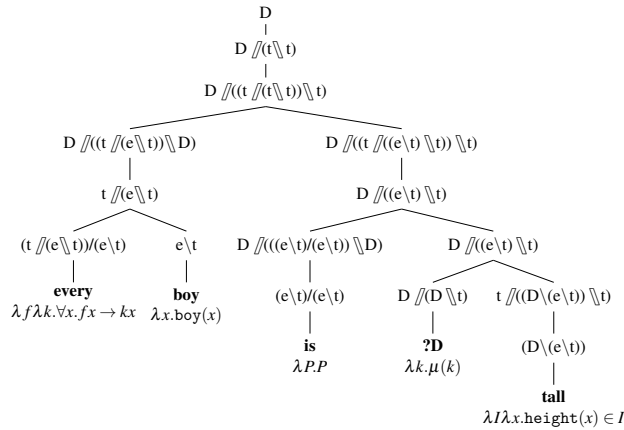 D
D ⫽(t⑊t)
D ⫽((t ⫽(t⑊t))⑊t)
D ⫽((t ⫽(e⑊t))⑊D) D ⫽((t ⫽((e\t)⑊t)) ⑊t)
t ⫽(e⑊t) D ⫽((e\t)⑊t)
(t ⫽(e⑊t))/(e\t) e\t D ⫽(((e\t)/(e\t)) ⑊D) D ⫽((e\t)⑊t)
every boy (e\t)/(e\t) D ⫽(D⑊t) t ⫽((D\(e\t)) ⑊t)
λfλk.∀x. fx → kx λx.boy(x)
is ?D (D\(e\t))
λP.P λk.μ(k)
tall
λIλx.height(x) ∈ I